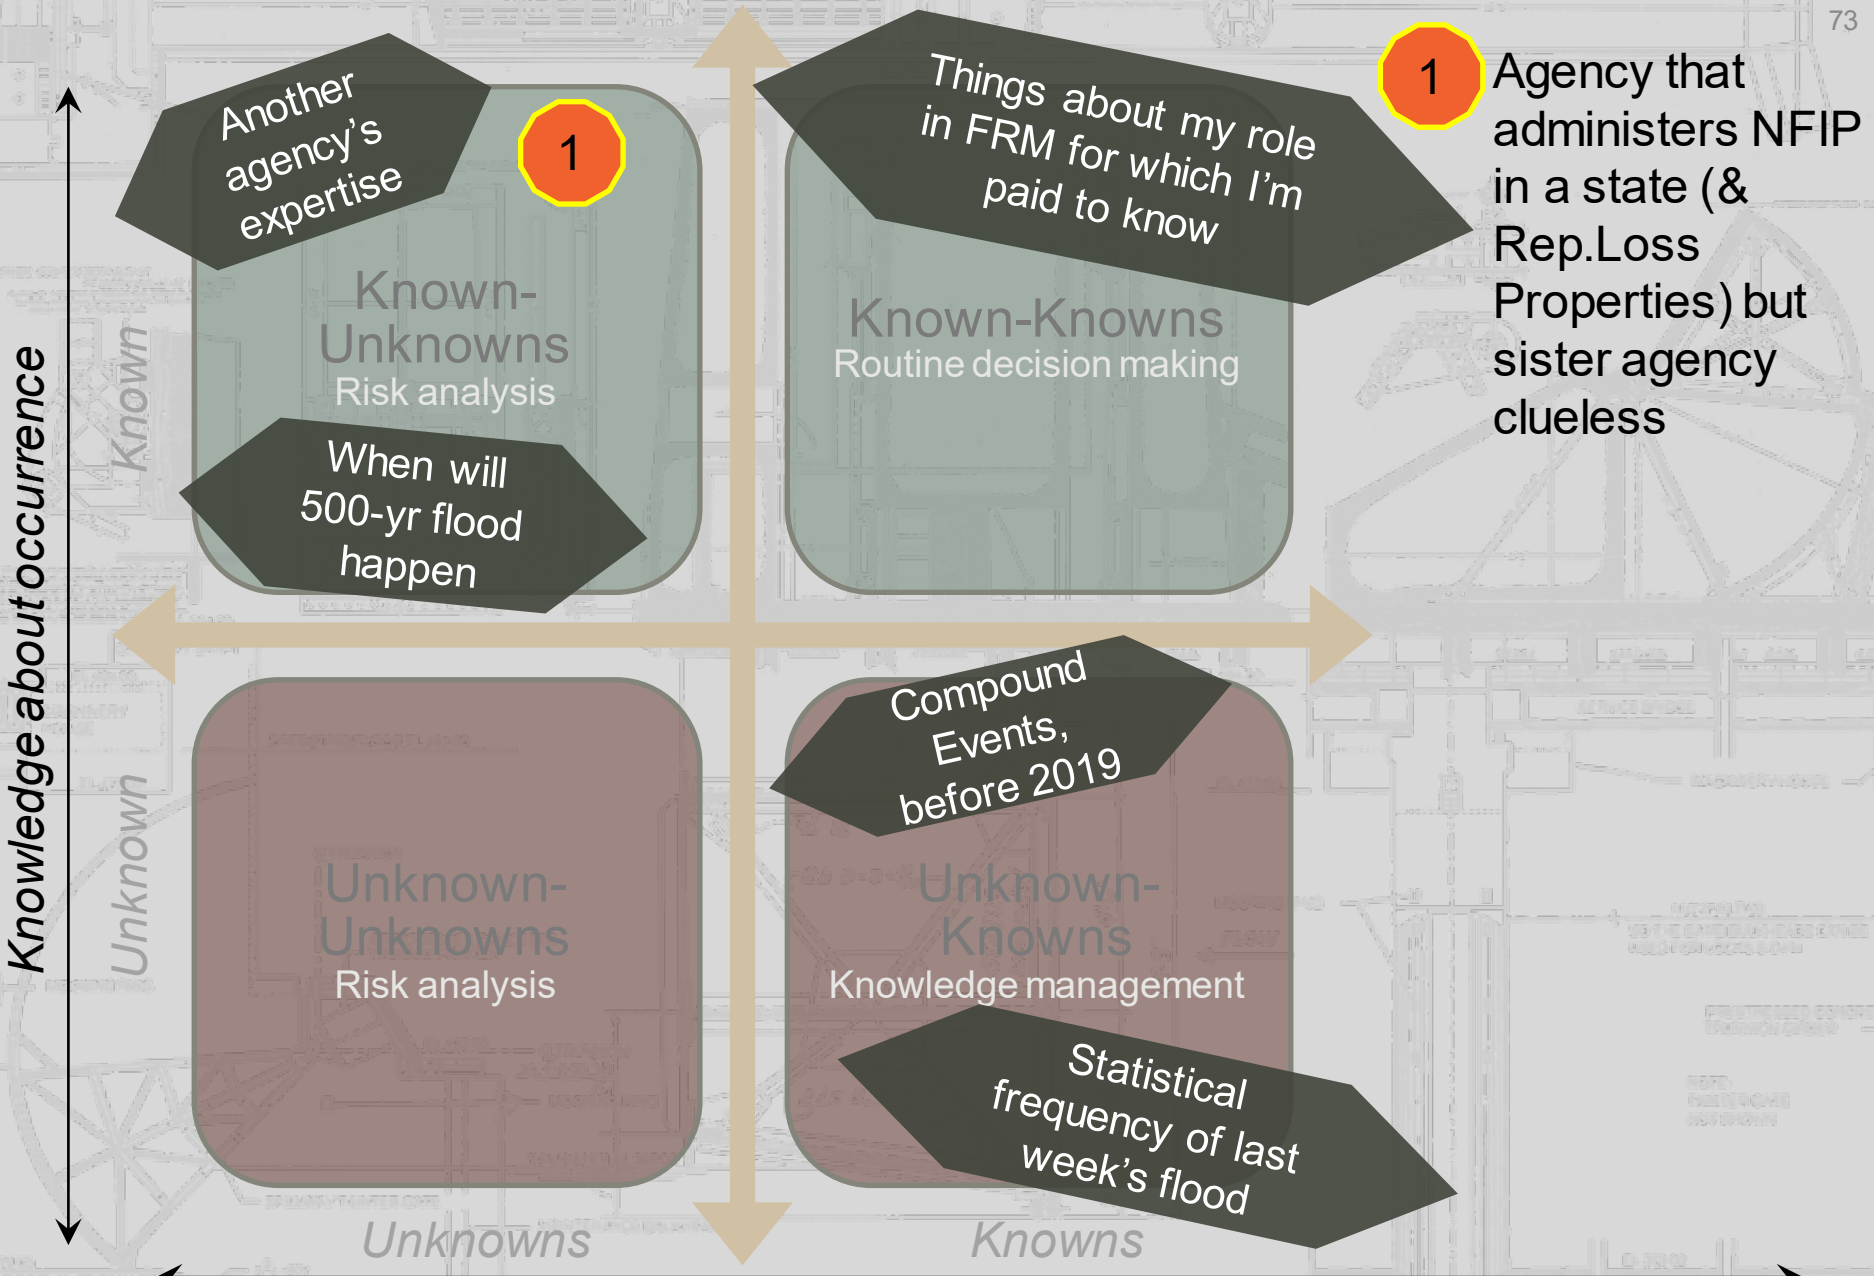 73
Another
agency’s
expertise
1
Things about my role
in FRM for which I’m
paid to know
1
Agency that
administers NFIP
in a state (&
Rep.Loss
Properties) but
sister agency
clueless
Known-
Unknowns
Risk analysis
Known-Knowns
Routine decision making
When will
500-yr flood
happen
Knowledge about occurrence
Known
Unknown
Compound
Events,
before 2019
Unknown-
Unknowns
Risk analysis
Unknown-
Knowns
Knowledge management
Statistical
frequency of last
week’s flood
Unknowns
Knowns